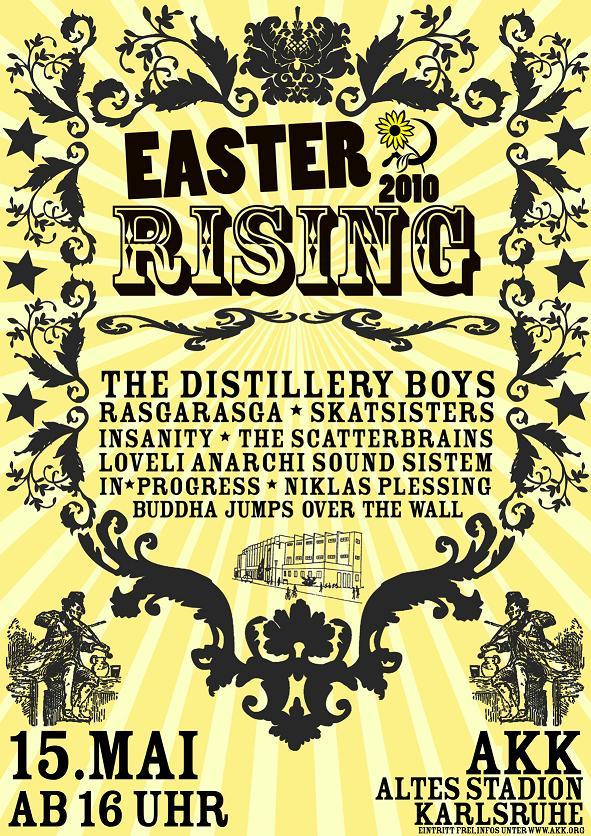 EASTER
2010
RISING
THE DISTILLERY BOYS
RASGARASGA ★ SKATSISTERS
INSANITY ★ THE SCATTERBRAINS
LOVELI ANARCHI SOUND SISTEM
IN★PROGRESS ★ NIKLAS PLESSING
BUDDHA JUMPS OVER THE WALL
15.MAI
AB 16 UHR
AKK
ALTES STADION
KARLSRUHE
EINTRITT FREI, INFOS UNTER WWW.AKK.ORG